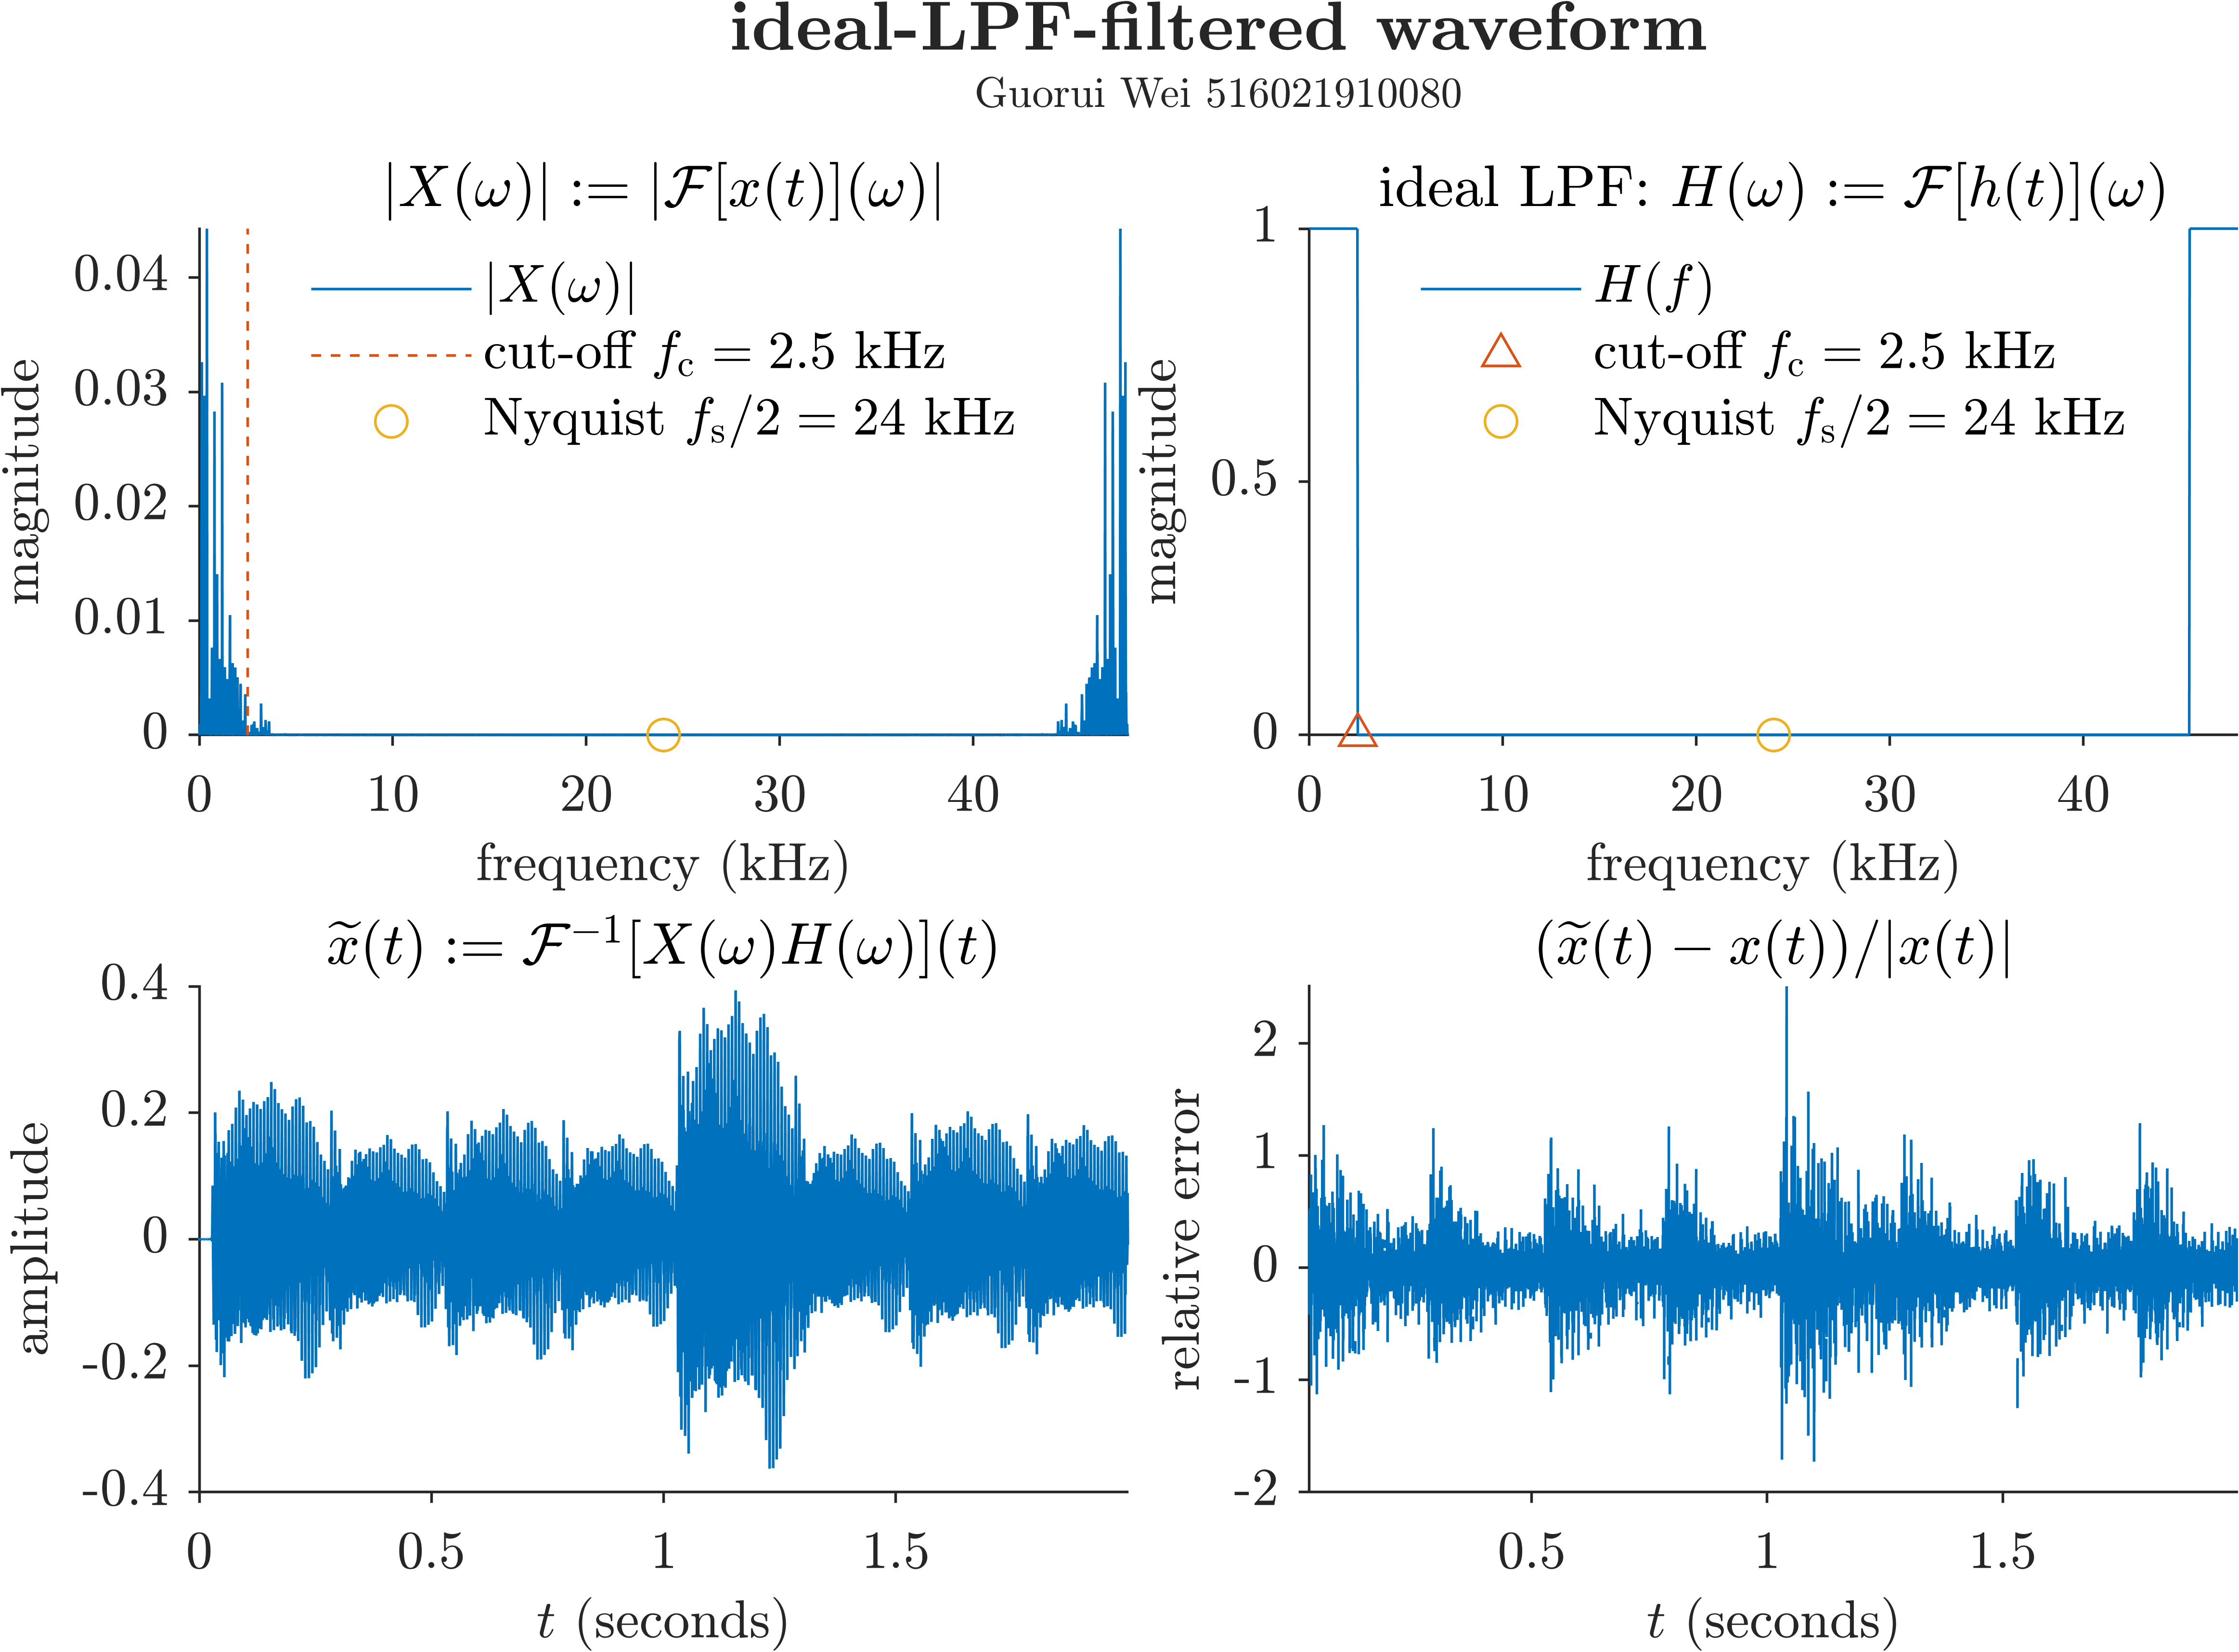 ideal-LPF-filtered waveform
Guorui Wei 516021910080
|X(ω)| := |ℱ[x(t)](ω)|
0.04
0.03
0.02
0.01
0
magnitude
|X(ω)|
cut-off f_c = 2.5 kHz
Nyquist f_s/2 = 24 kHz
0 10 20 30 40
frequency (kHz)
ideal LPF: H(ω) := ℱ[h(t)](ω)
1
0.5
0
magnitude
H(f)
cut-off f_c = 2.5 kHz
Nyquist f_s/2 = 24 kHz
0 10 20 30 40
frequency (kHz)
x̃(t) := ℱ⁻¹[X(ω)H(ω)](t)
0.4
0.2
0
-0.2
-0.4
amplitude
0 0.5 1 1.5
t (seconds)
(x̃(t) − x(t))/|x(t)|
2
1
0
-1
-2
relative error
0.5 1 1.5
t (seconds)